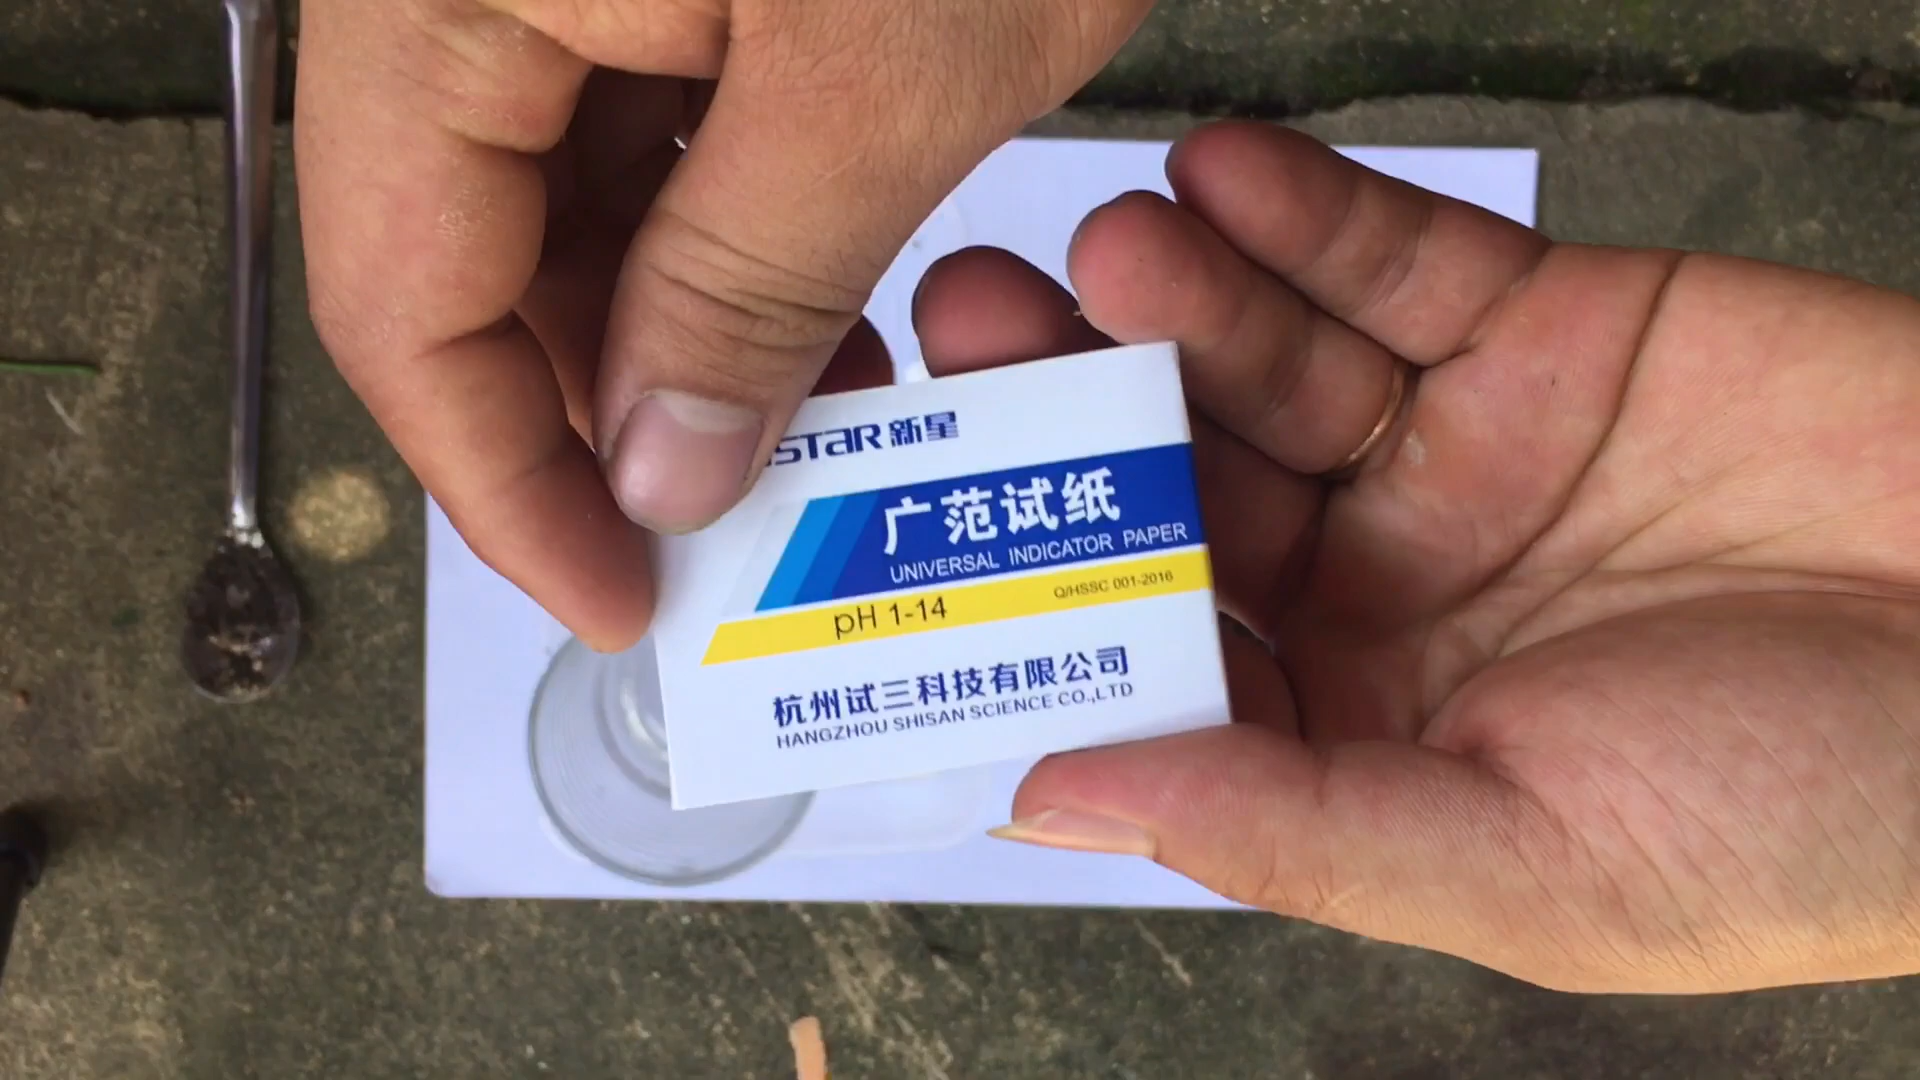 STAR 新星
广范试纸
UNIVERSAL INDICATOR PAPER
pH 1-14
Q/HSSC 001-2016
杭州试三科技有限公司
HANGZHOU SHISAN SCIENCE CO.,LTD